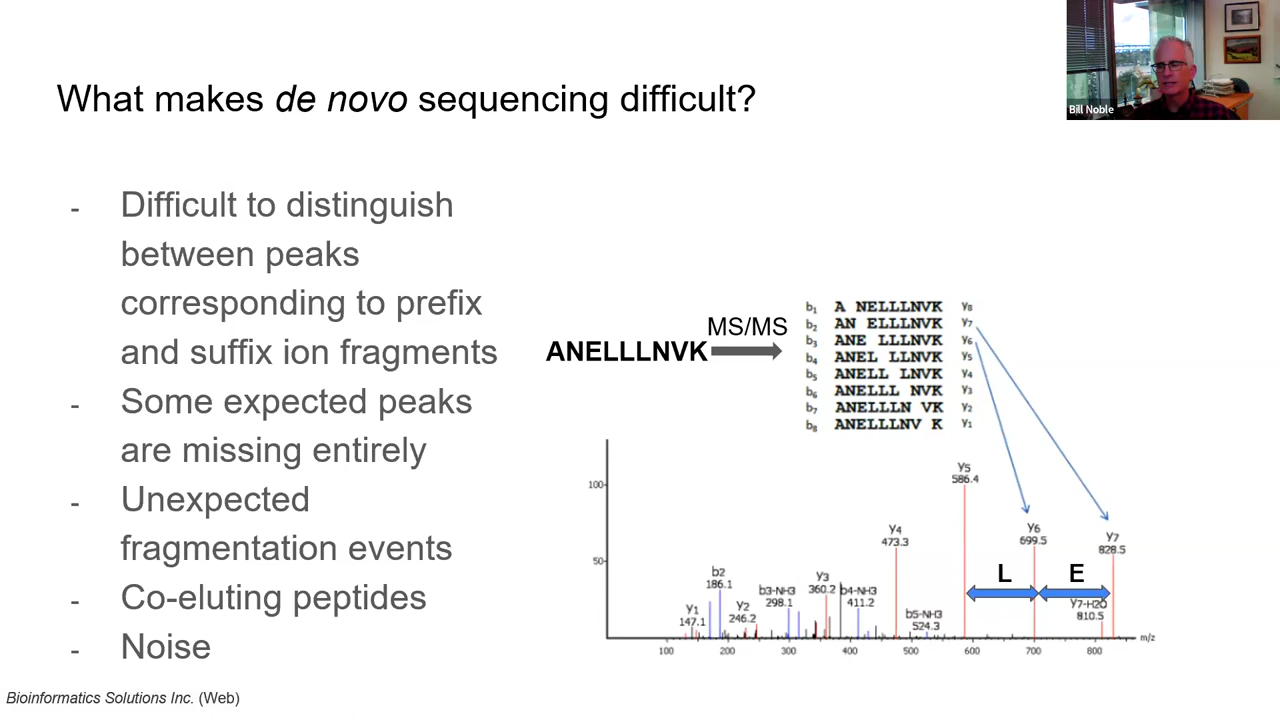 Bill Noble
What makes de novo sequencing difficult?
- Difficult to distinguish
between peaks
corresponding to prefix
and suffix ion fragments
- Some expected peaks
are missing entirely
- Unexpected
fragmentation events
- Co-eluting peptides
- Noise
ANELLLNVK
MS/MS
b1 A NELLLNVK y8
b2 AN ELLLNVK y7
b3 ANE LLLNVK y6
b4 ANEL LLNVK y5
b5 ANELL LNVK y4
b6 ANELLL NVK y3
b7 ANELLLN VK y2
b8 ANELLLNV K y1
100
50
y1
147.1
b2
186.1
y2
246.2
b3-NH3
298.1
y3
360.2
b4-NH3
411.2
y4
473.3
b5-NH3
524.3
y5
586.4
y6
699.5
y7
828.5
L
E
y7-H2O
810.5
100 200 300 400 500 600 700 800 m/z
Bioinformatics Solutions Inc. (Web)